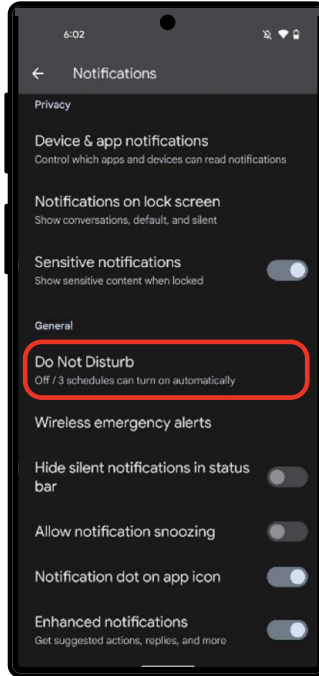 6:02
Notifications
Privacy
Device & app notifications
Control which apps and devices can read notifications
Notifications on lock screen
Show conversations, default, and silent
Sensitive notifications
Show sensitive content when locked
General
Do Not Disturb
Off / 3 schedules can turn on automatically
Wireless emergency alerts
Hide silent notifications in status
bar
Allow notification snoozing
Notification dot on app icon
Enhanced notifications
Get suggested actions, replies, and more